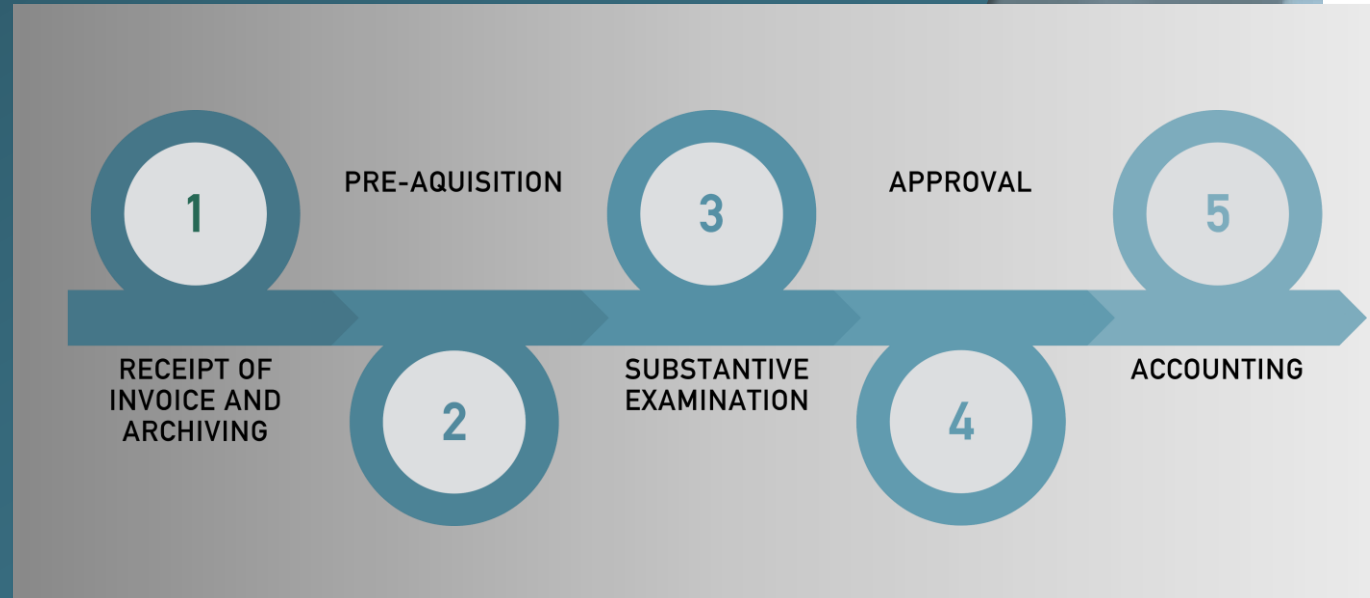 1
RECEIPT OF
INVOICE AND
ARCHIVING
PRE-AQUISITION
2
3
SUBSTANTIVE
EXAMINATION
APPROVAL
4
5
ACCOUNTING